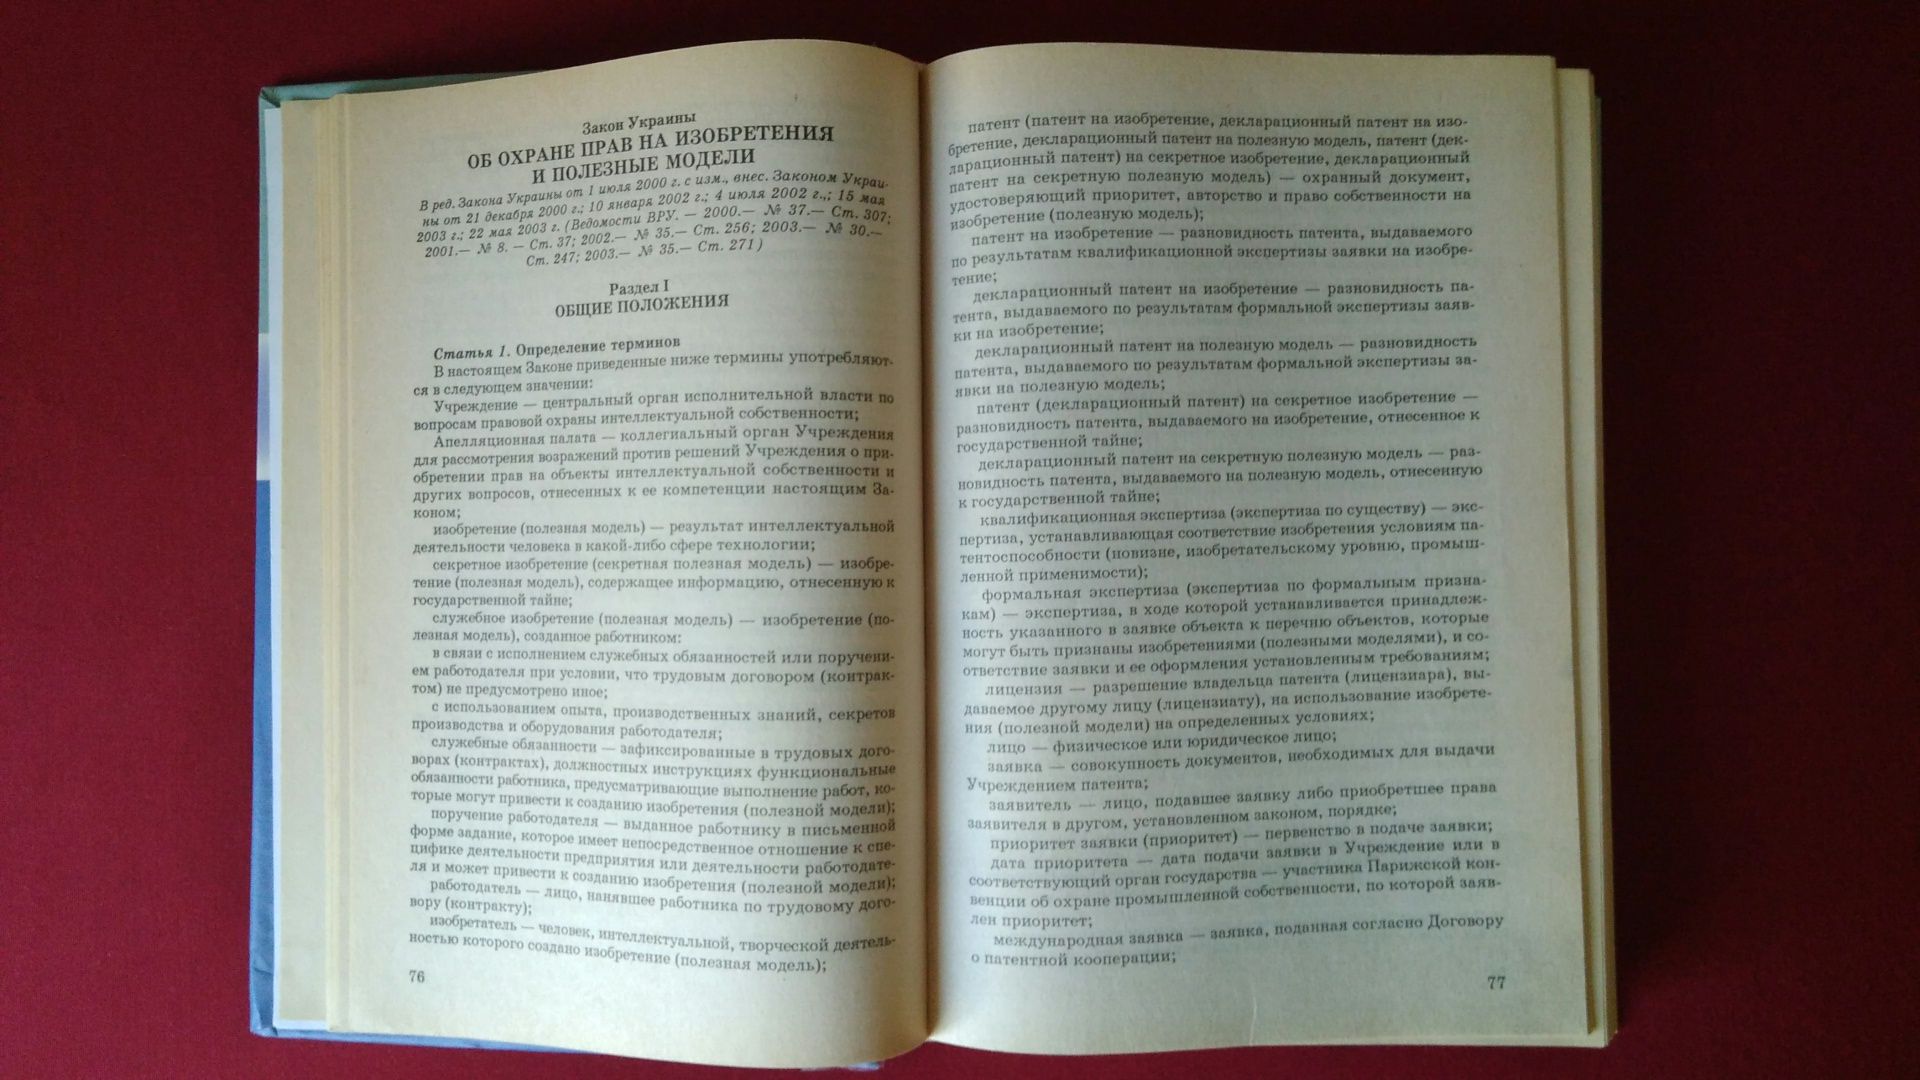 Закон Украины
ОБ ОХРАНЕ ПРАВ НА ИЗОБРЕТЕНИЯ
И ПОЛЕЗНЫЕ МОДЕЛИ
В ред. Закона Украины от 1 июля 2000 г. с изм., внес. Законом Украи-
ны от 21 декабря 2000 г.; 10 января 2002 г.; 4 июля 2002 г.,; 15 мая
2003 г.; 22 мая 2003 г. (Ведомости ВРУ. — 2000.— № 37.— Ст. 307;
2001.— № 8. — Ст. 37; 2002.— № 35.— Ст. 256; 2003.— № 30.—
Ст. 247; 2003.— № 35.— Ст. 271)
Раздел I
ОБЩИЕ ПОЛОЖЕНИЯ
Статья 1. Определение терминов
В настоящем Законе приведенные ниже термины употребляют-
ся в следующем значении:
Учреждение — центральный орган исполнительной власти по
вопросам правовой охраны интеллектуальной собственности;
Апелляционная палата — коллегиальный орган Учреждения
для рассмотрения возражений против решений Учреждения о при-
обретении прав на объекты интеллектуальной собственности и
других вопросов, отнесенных к ее компетенции настоящим За-
коном;
изобретение (полезная модель) — результат интеллектуальной
деятельности человека в какой-либо сфере технологии;
секретное изобретение (секретная полезная модель) — изобре-
тение (полезная модель), содержащее информацию, отнесенную к
государственной тайне;
служебное изобретение (полезная модель) — изобретение (по-
лезная модель), созданное работником:
в связи с исполнением служебных обязанностей или поручени-
ем работодателя при условии, что трудовым договором (контрак-
том) не предусмотрено иное;
с использованием опыта, производственных знаний, секретов
производства и оборудования работодателя;
служебные обязанности — зафиксированные в трудовых дого-
ворах (контрактах), должностных инструкциях функциональные
обязанности работника, предусматривающие выполнение работ, ко-
торые могут привести к созданию изобретения (полезной модели);
поручение работодателя — выданное работнику в письменной
форме задание, которое имеет непосредственное отношение к спе-
цифике деятельности предприятия или деятельности работодате-
ля и может привести к созданию изобретения (полезной модели);
работодатель — лицо, нанявшее работника по трудовому дого-
вору (контракту);
изобретатель — человек, интеллектуальной, творческой деятель-
ностью которого создано изобретение (полезная модель);
76
патент (патент на изобретение, декларационный патент на изо-
бретение, декларационный патент на полезную модель, патент (дек-
ларационный патент) на секретное изобретение, декларационный
патент на секретную полезную модель) — охранный документ,
удостоверяющий приоритет, авторство и право собственности на
изобретение (полезную модель);
патент на изобретение — разновидность патента, выдаваемого
по результатам квалификационной экспертизы заявки на изобре-
тение;
декларационный патент на изобретение — разновидность па-
тента, выдаваемого по результатам формальной экспертизы заяв-
ки на изобретение;
декларационный патент на полезную модель — разновидность
патента, выдаваемого по результатам формальной экспертизы за-
явки на полезную модель;
патент (декларационный патент) на секретное изобретение —
разновидность патента, выдаваемого на изобретение, отнесенное к
государственной тайне;
декларационный патент на секретную полезную модель — раз-
новидность патента, выдаваемого на полезную модель, отнесенную
к государственной тайне;
квалификационная экспертиза (экспертиза по существу) — экс-
пертиза, устанавливающая соответствие изобретения условиям па-
тентоспособности (новизне, изобретательскому уровню, промыш-
ленной применимости);
формальная экспертиза (экспертиза по формальным призна-
кам) — экспертиза, в ходе которой устанавливается принадлеж-
ность указанного в заявке объекта к перечню объектов, которые
могут быть признаны изобретениями (полезными моделями), и со-
ответствие заявки и ее оформления установленным требованиям;
лицензия — разрешение владельца патента (лицензиара), вы-
даваемое другому лицу (лицензиату), на использование изобрете-
ния (полезной модели) на определенных условиях;
лицо — физическое или юридическое лицо;
заявка — совокупность документов, необходимых для выдачи
Учреждением патента;
заявитель — лицо, подавшее заявку либо приобретшее права
заявителя в другом, установленном законом, порядке;
приоритет заявки (приоритет) — первенство в подаче заявки;
дата приоритета — дата подачи заявки в Учреждение или в
соответствующий орган государства — участника Парижской кон-
венции об охране промышленной собственности, по которой заяв-
лен приоритет;
международная заявка — заявка, поданная согласно Договору
о патентной кооперации;
77